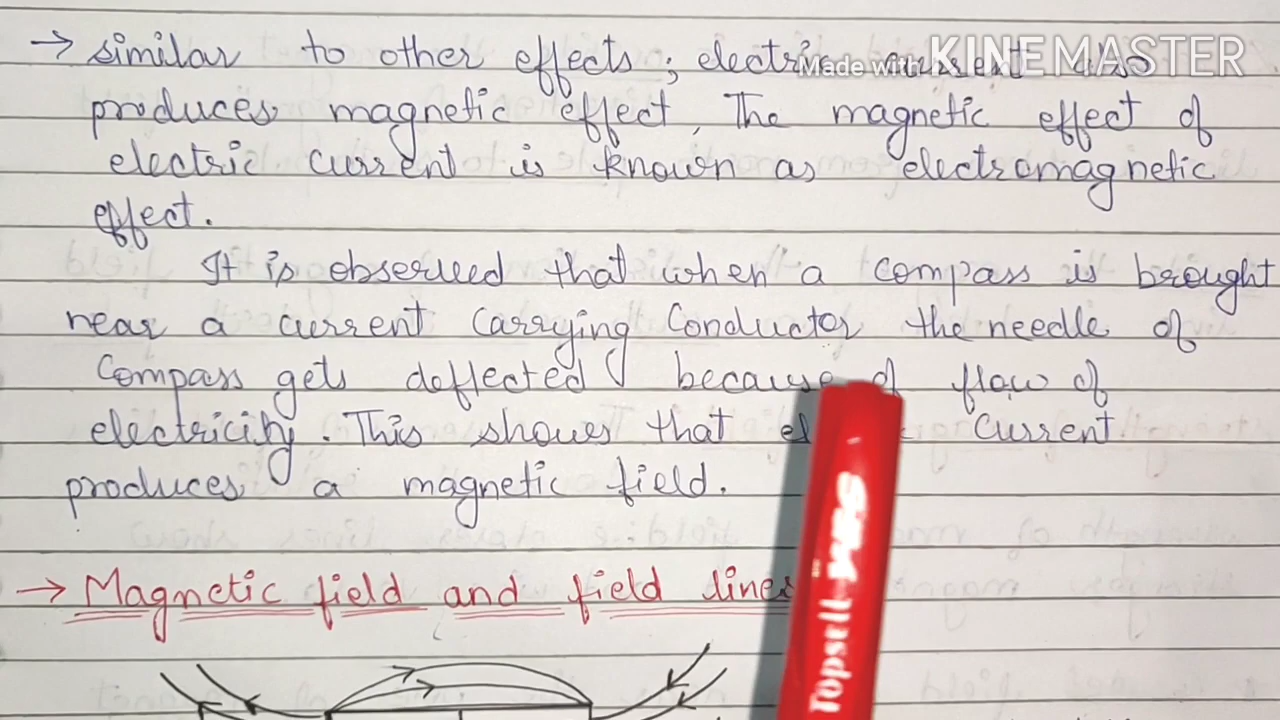 → similar to other effects; electric current also
Made with KINEMASTER
produces magnetic effect, The magnetic effect of
electric current is known as electromagnetic
effect.
It is observed that when a compass is brought
near a current carrying conductor the needle of
compass gets deflected because of flow of
electricity. This shows that el c current
produces a magnetic field.
→ Magnetic field and field lines
Topsell